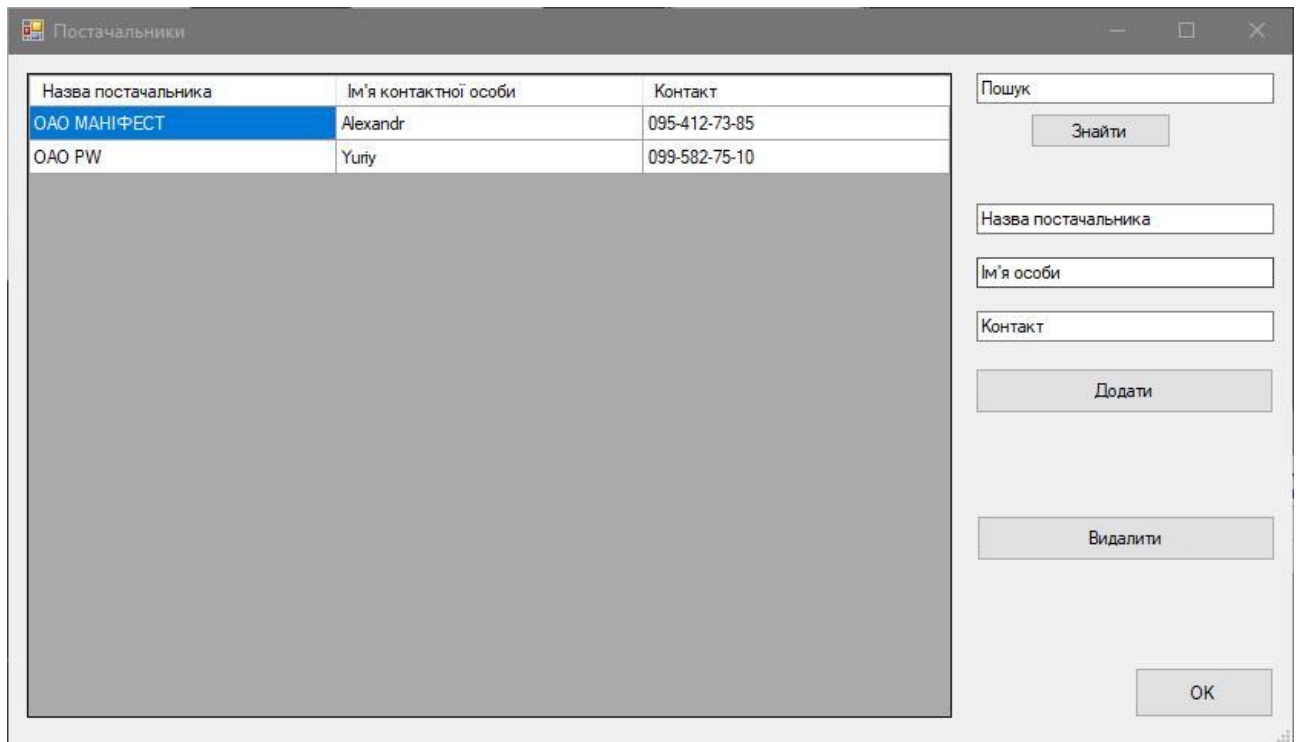 Постачальники
Назва постачальника Ім'я контактної особи Контакт
ОАО МАНІФЕСТ Alexandr 095-412-73-85
ОАО PW Yuriy 099-582-75-10
Пошук
Знайти
Назва постачальника
Ім'я особи
Контакт
Додати
Видалити
OK